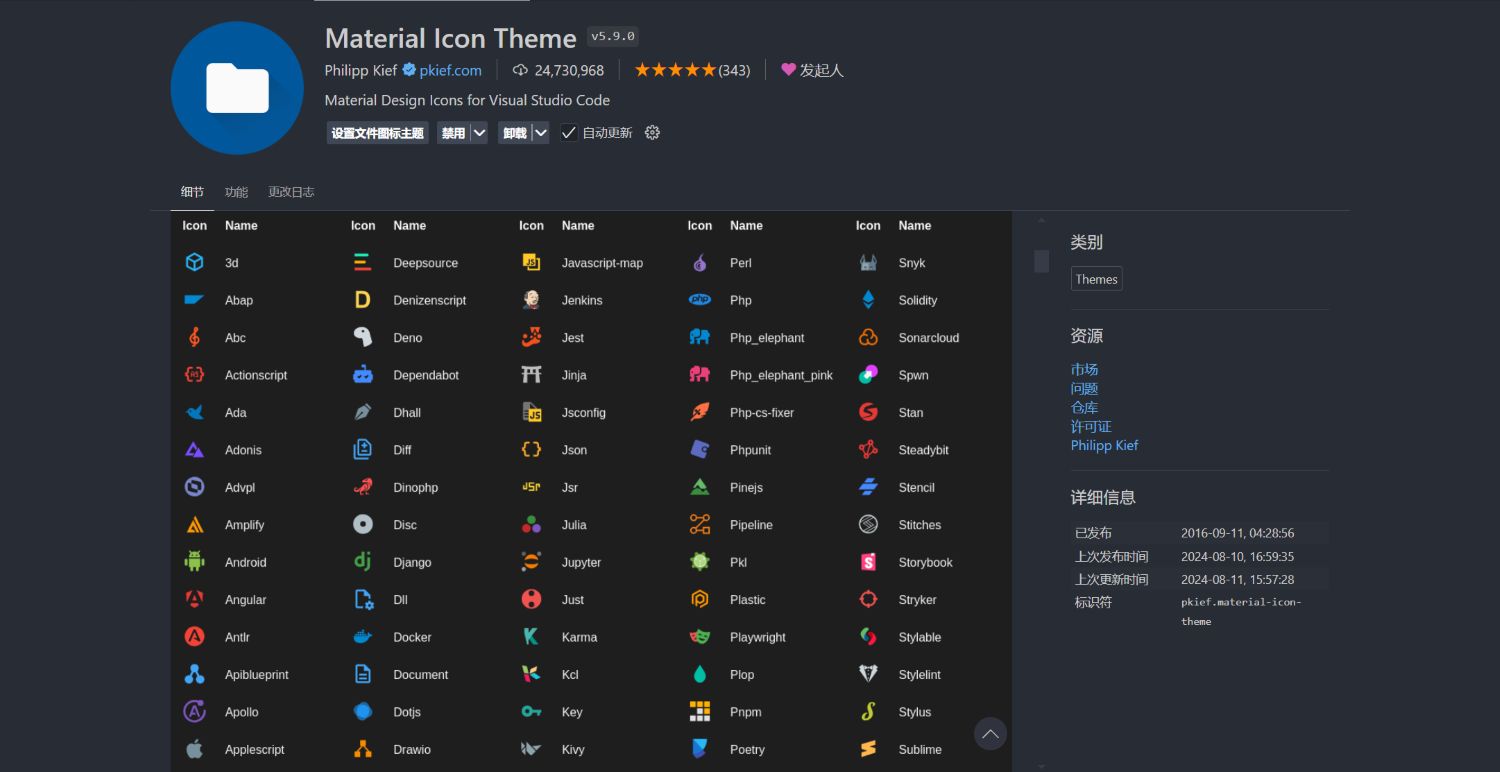 Material Icon Theme v5.9.0
Philipp Kief pkief.com 24,730,968 (343) 发起人
Material Design Icons for Visual Studio Code
设置文件图标主题 禁用 卸载 自动更新
细节 功能 更改日志
Icon Name Icon Name Icon Name Icon Name Icon Name
3d Deepsource JS Javascript-map Perl Snyk
Abap D Denizenscript Jenkins php Php Solidity
Abc Deno Jest Php_elephant Sonarcloud
AS Actionscript Dependabot Jinja Php_elephant_pink Spwn
Ada Dhall JS Jsconfig Php-cs-fixer Stan
Adonis Diff Json Phpunit Steadybit
Advpl Dinophp JSr Jsr Pinejs Stencil
Amplify Disc Julia Pipeline Stitches
Android dj Django Jupyter Pkl S Storybook
Angular Dll Just Plastic Stryker
A Antlr Docker K Karma Playwright Stylable
Apiblueprint Document Kcl Plop Stylelint
A Apollo Dotjs Key Pnpm S Stylus
Applescript Drawio Kivy Poetry Sublime
类别
Themes
资源
市场
问题
仓库
许可证
Philipp Kief
详细信息
已发布 2016-09-11, 04:28:56
上次发布时间 2024-08-10, 16:59:35
上次更新时间 2024-08-11, 15:57:28
标识符 pkief.material-icon-
theme